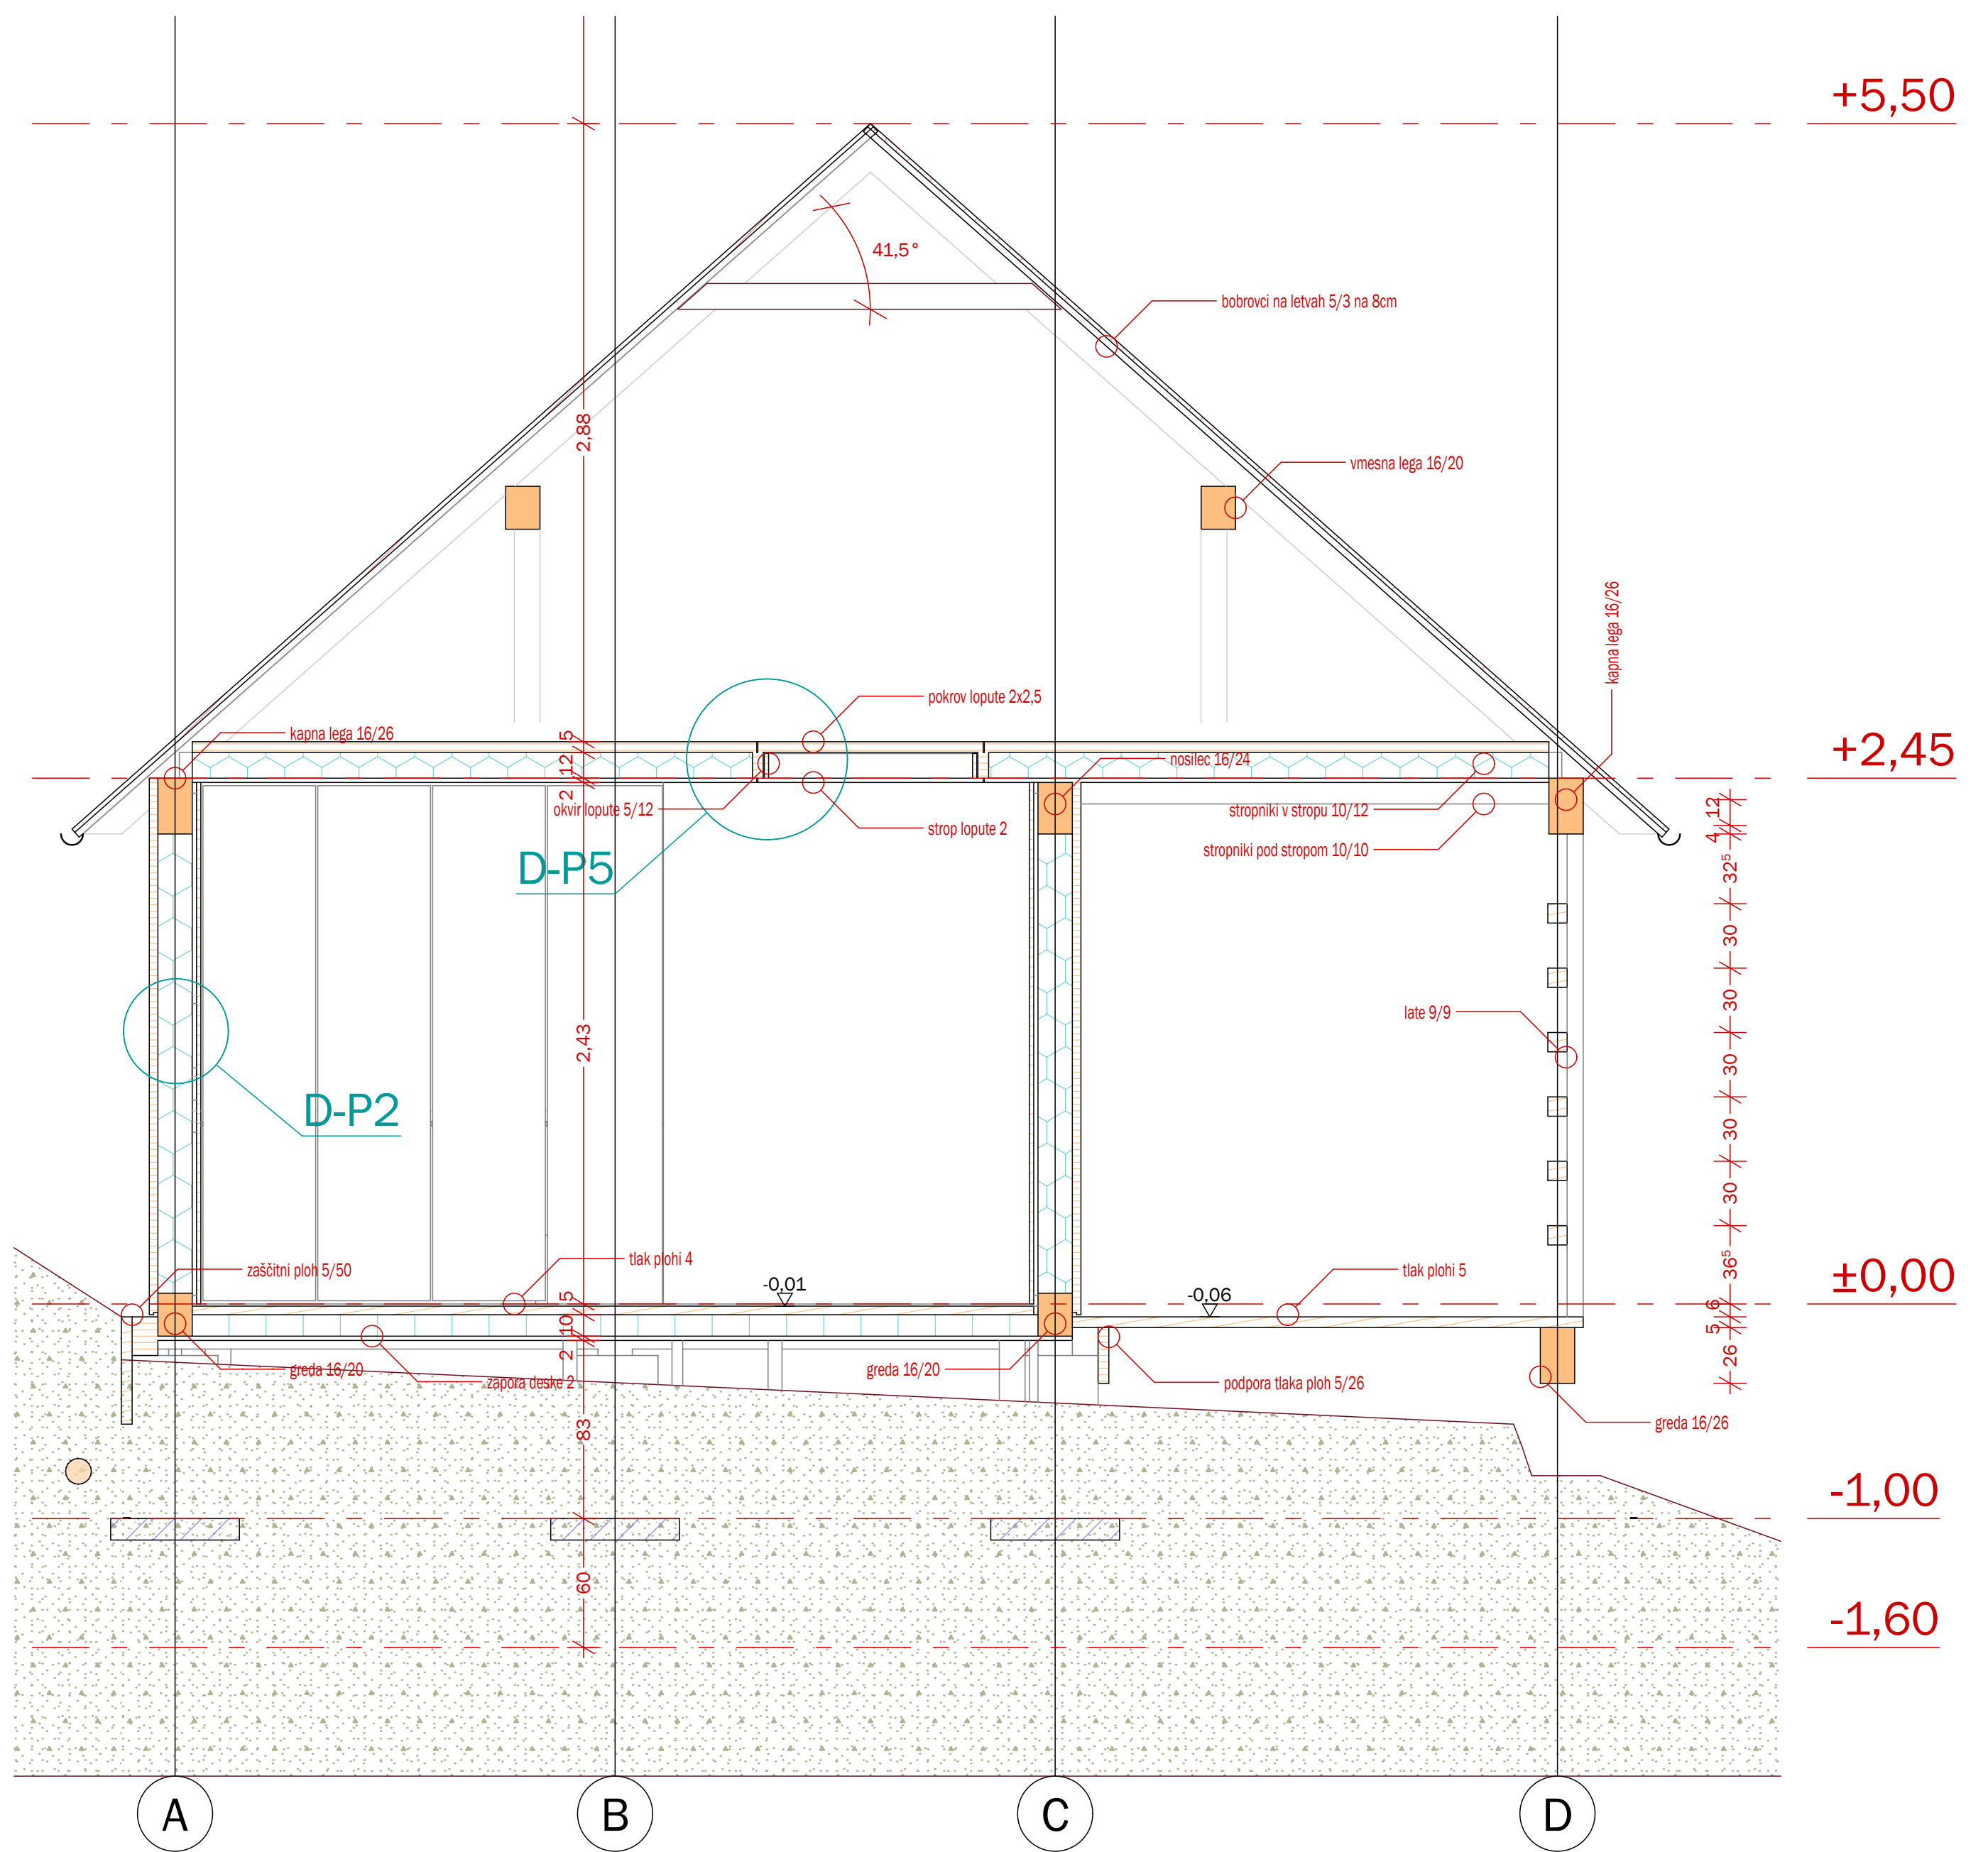 +5,50
41,5°
bobrovci na letvah 5/3 na 8cm
2,88
vmesna lega 16/20
kapna lega 16/26
pokrov lopute 2x2,5
kapna lega 16/26
5
12
2
nosilec 16/24
+2,45
okvir lopute 5/12
strop lopute 2
stropniki v stropu 10/12
stropniki pod stropom 10/10
D-P5
12
4
32⁵
30
30
30
30
30
36⁵
6
5
26
late 9/9
2,43
D-P2
zaščitni ploh 5/50
tlak plohi 4
-0,01
-0,06
tlak plohi 5
±0,00
5
10
2
greda 16/20
zapora deske 2
greda 16/20
podpora tlaka ploh 5/26
greda 16/26
83
-1,00
60
-1,60
A
B
C
D